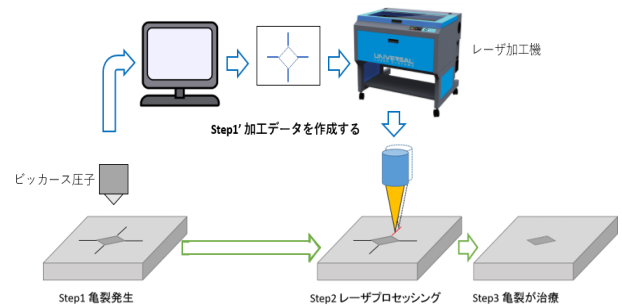 レーザ加工機
UNIVERSAL
Step1’ 加工データを作成する
ビッカース圧子
Step1 亀裂発生
Step2 レーザプロセッシング
Step3 亀裂が治療